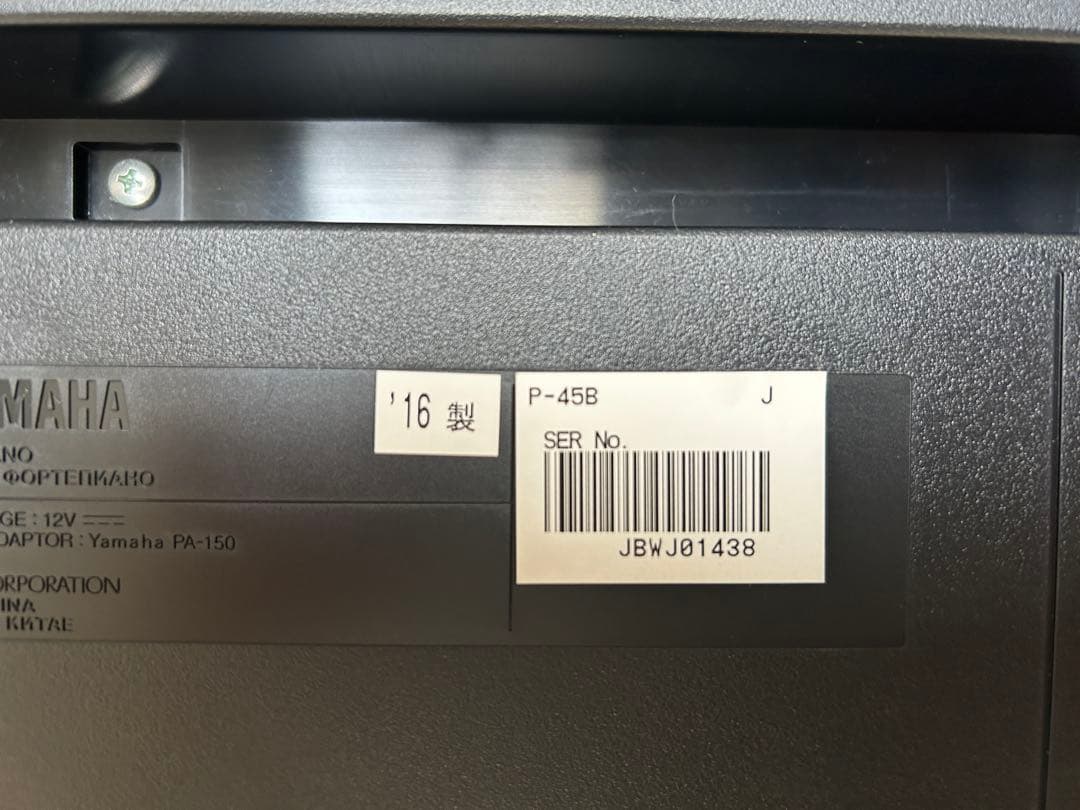 MAHA
NO
ФОРТЕПИАНО
GE : 12V
DAPTOR : Yamaha PA-150
ORPORATION
INA
КИТАЕ
'16 製
P-45B J
SER No.
JBWJ01438